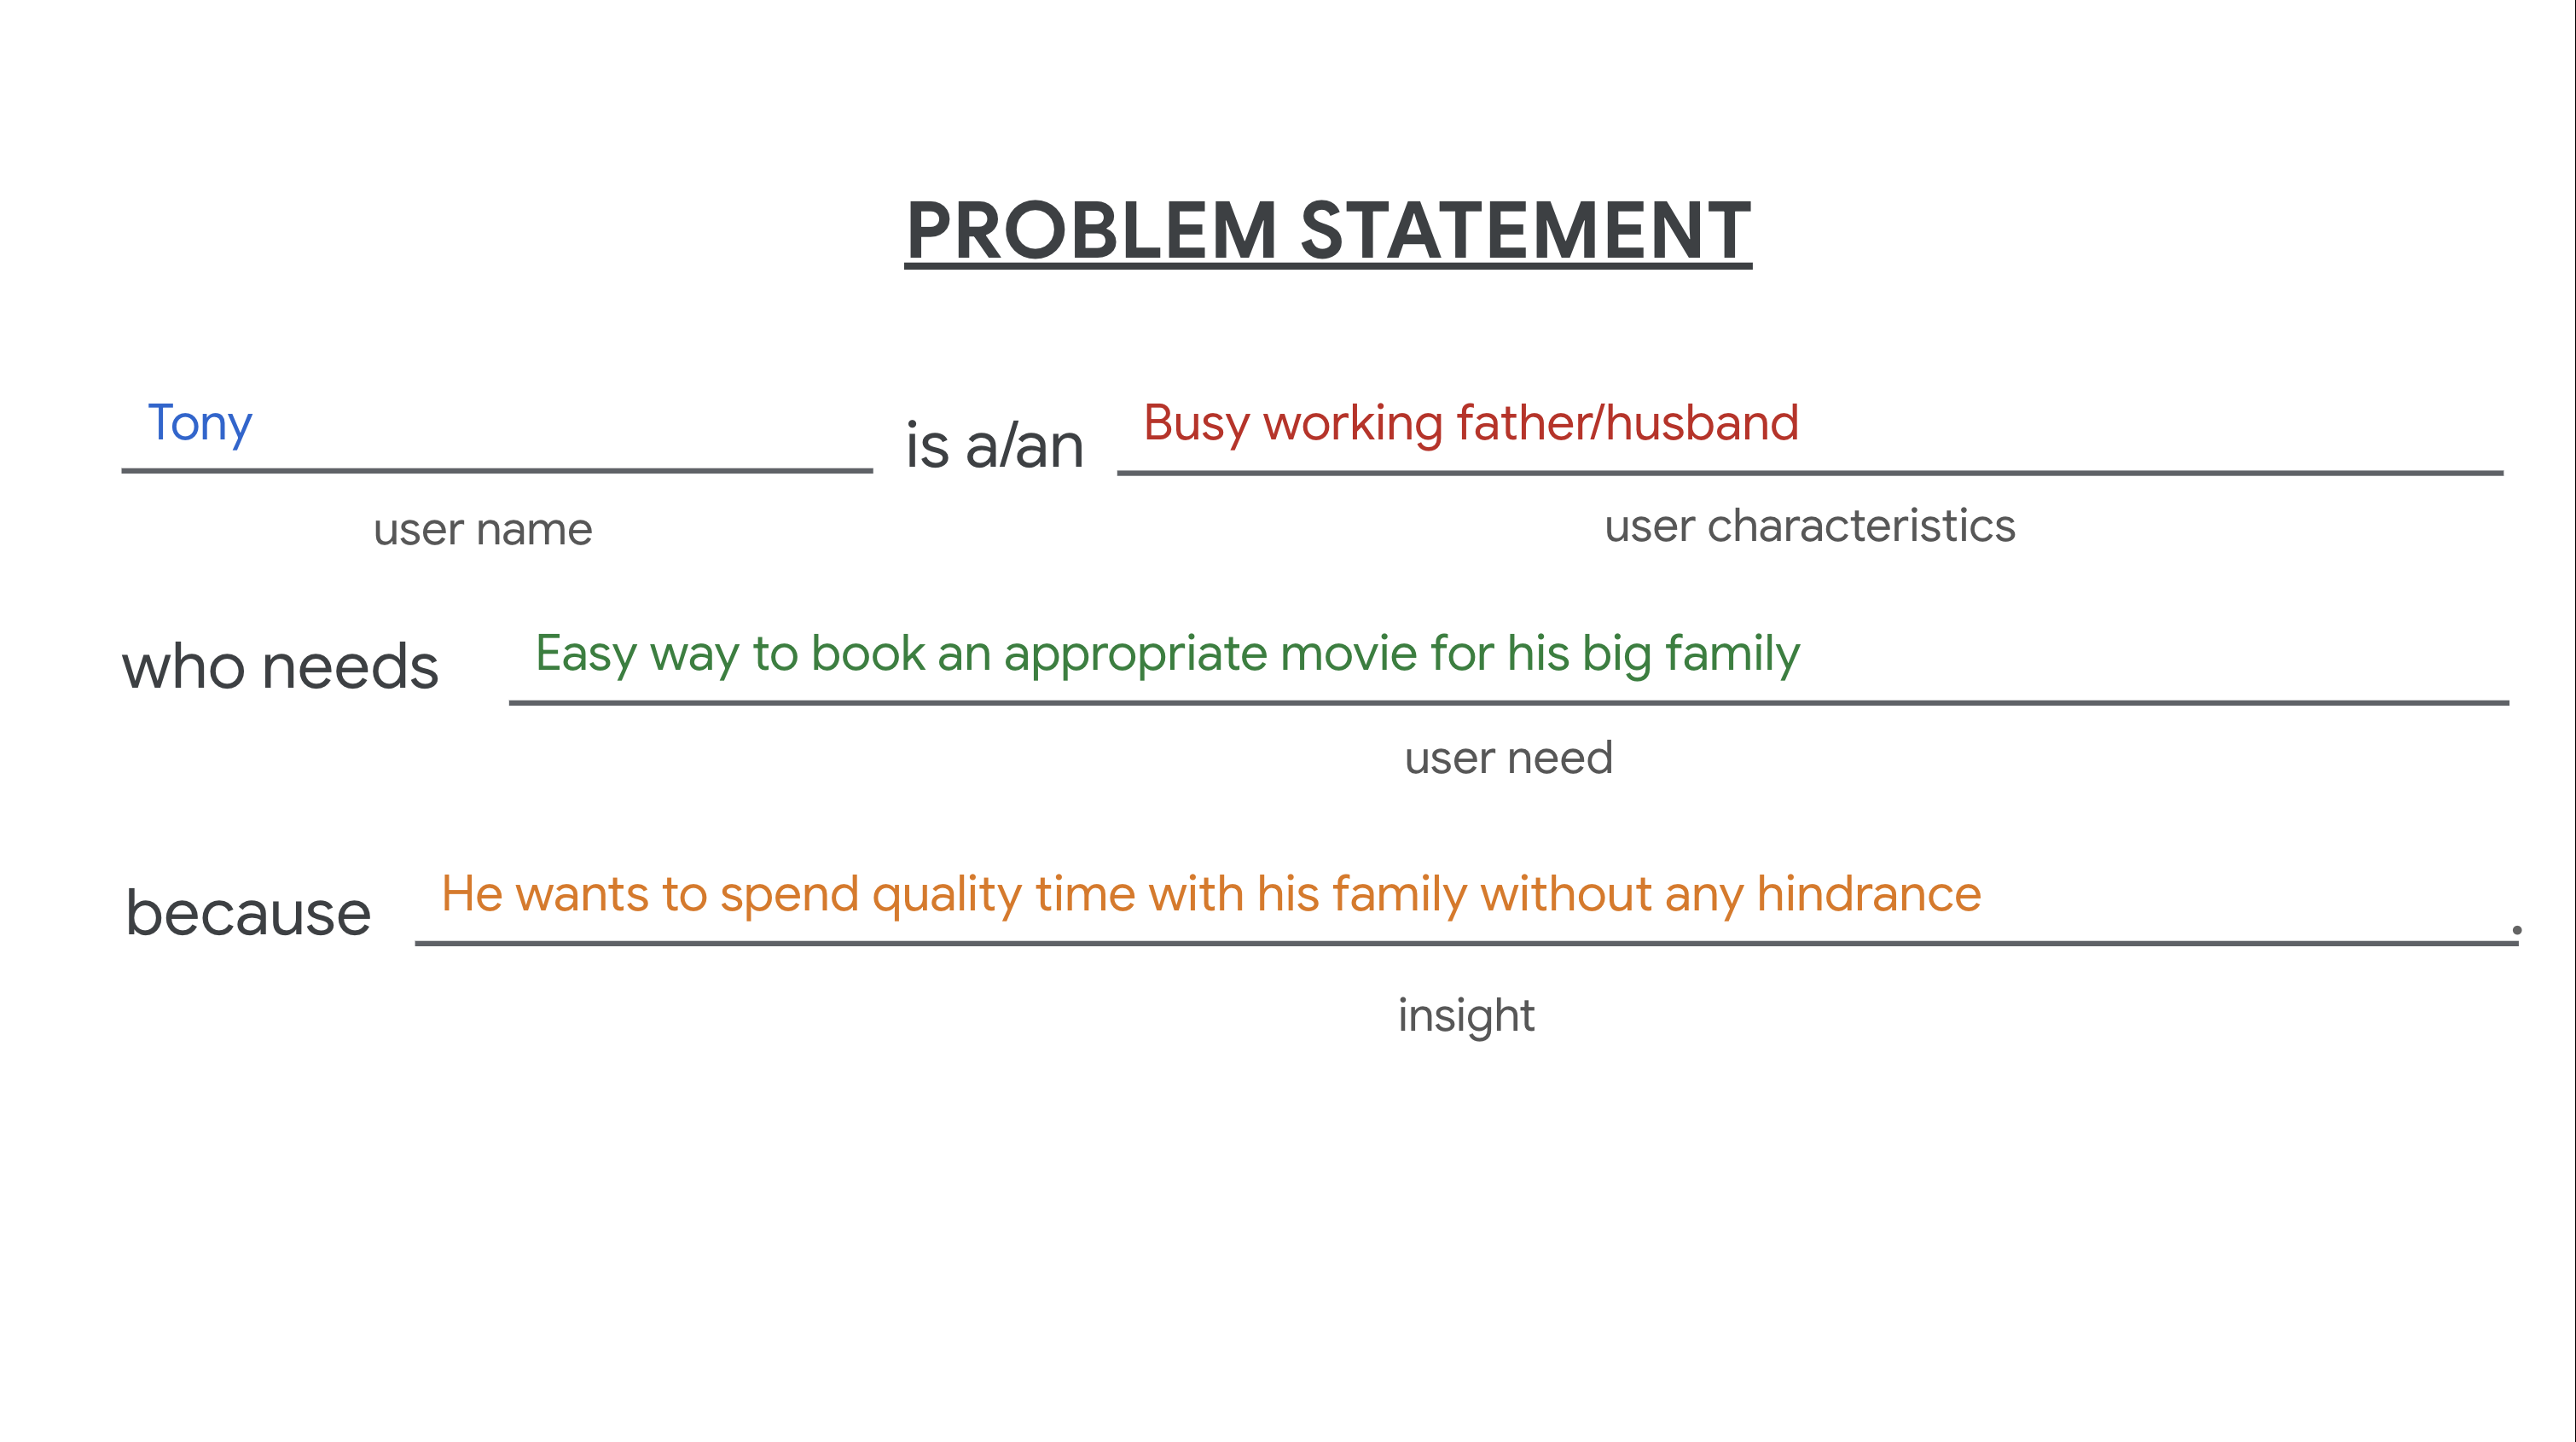 PROBLEM STATEMENT
Tony is a/an Busy working father/husband
user name user characteristics
who needs Easy way to book an appropriate movie for his big family
user need
because He wants to spend quality time with his family without any hindrance .
insight